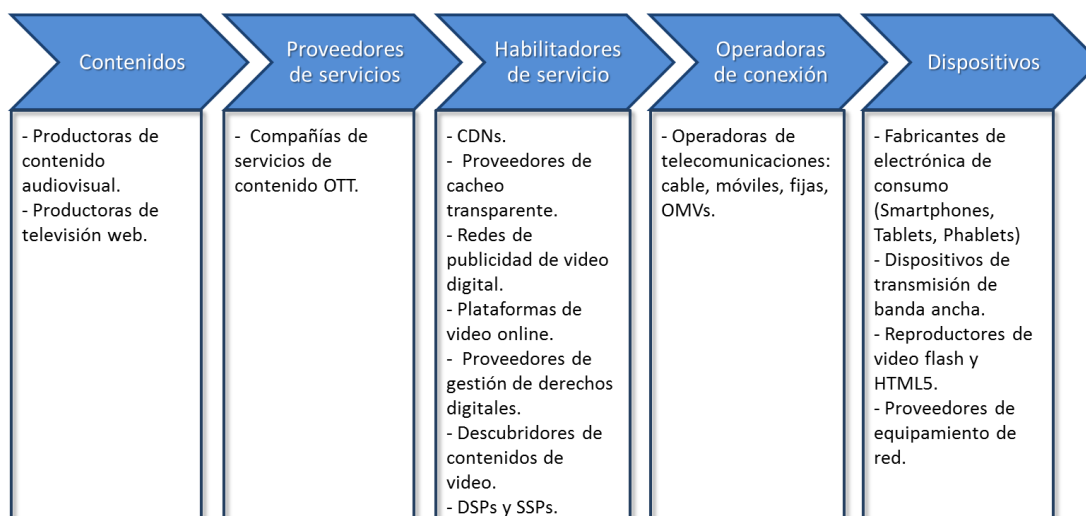 Contenidos
- Productoras de
contenido
audiovisual.
- Productoras de
televisión web.
Proveedores
de servicios
- Compañías de
servicios de
contenido OTT.
Habilitadores
de servicio
- CDNs.
- Proveedores de
cacheo
transparente.
- Redes de
publicidad de video
digital.
- Plataformas de
video online.
- Proveedores de
gestión de derechos
digitales.
- Descubridores de
contenidos de
video.
- DSPs y SSPs.
Operadoras
de conexión
- Operadoras de
telecomunicaciones:
cable, móviles, fijas,
OMVs.
Dispositivos
- Fabricantes de
electrónica de
consumo
(Smartphones,
Tablets, Phablets)
- Dispositivos de
transmisión de
banda ancha.
- Reproductores de
video flash y
HTML5.
- Proveedores de
equipamiento de
red.